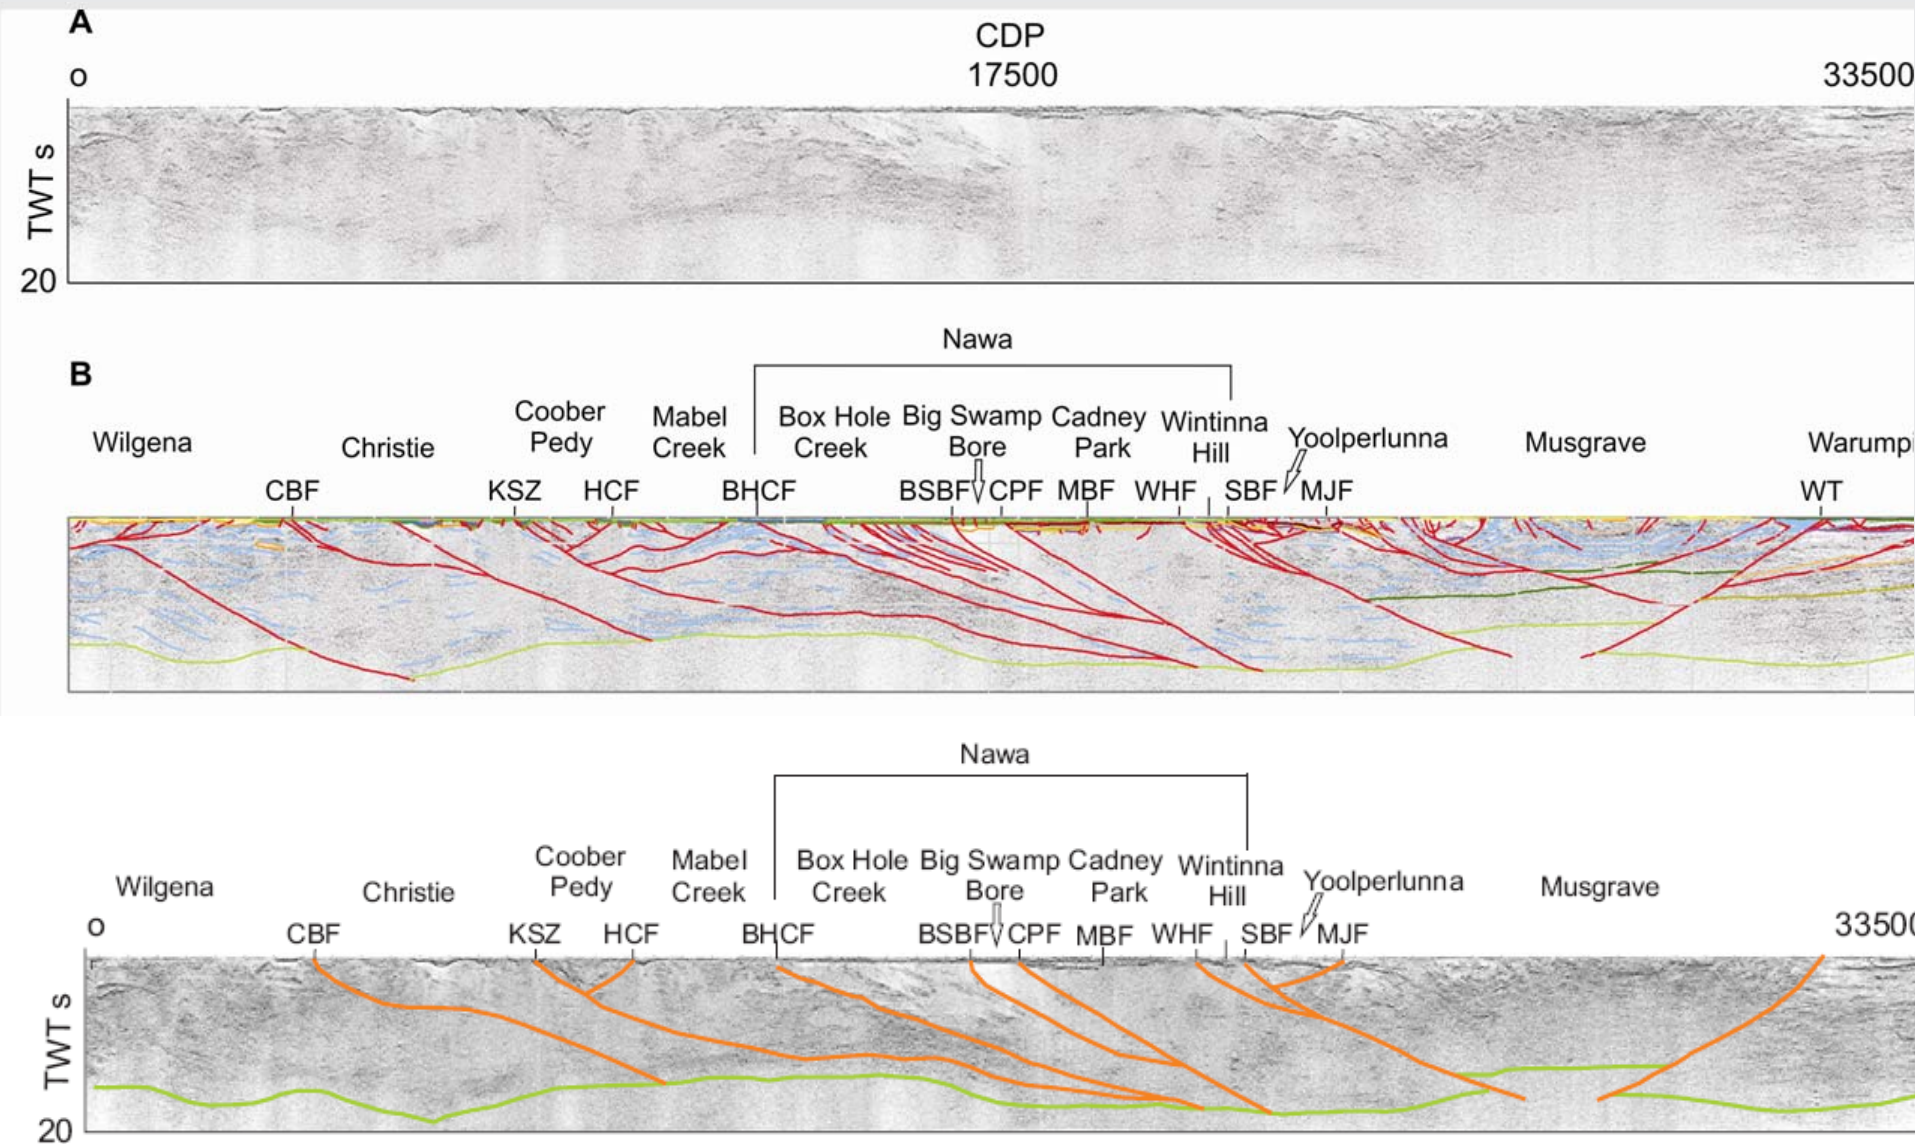 A
CDP
O 17500 33500
TWT s
20
Nawa
B
Wilgena
Christie
Coober
Pedy
Mabel
Creek
Box Hole
Creek
Big Swamp
Bore
Cadney
Park
Wintinna
Hill
Yoolperlunna
Musgrave
Warumpi
CBF KSZ HCF BHCF BSBF CPF MBF WHF SBF MJF WT
Nawa
Wilgena
Christie
Coober
Pedy
Mabel
Creek
Box Hole
Creek
Big Swamp
Bore
Cadney
Park
Wintinna
Hill
Yoolperlunna
Musgrave
O 33500
CBF KSZ HCF BHCF BSBF CPF MBF WHF SBF MJF
TWT s
20